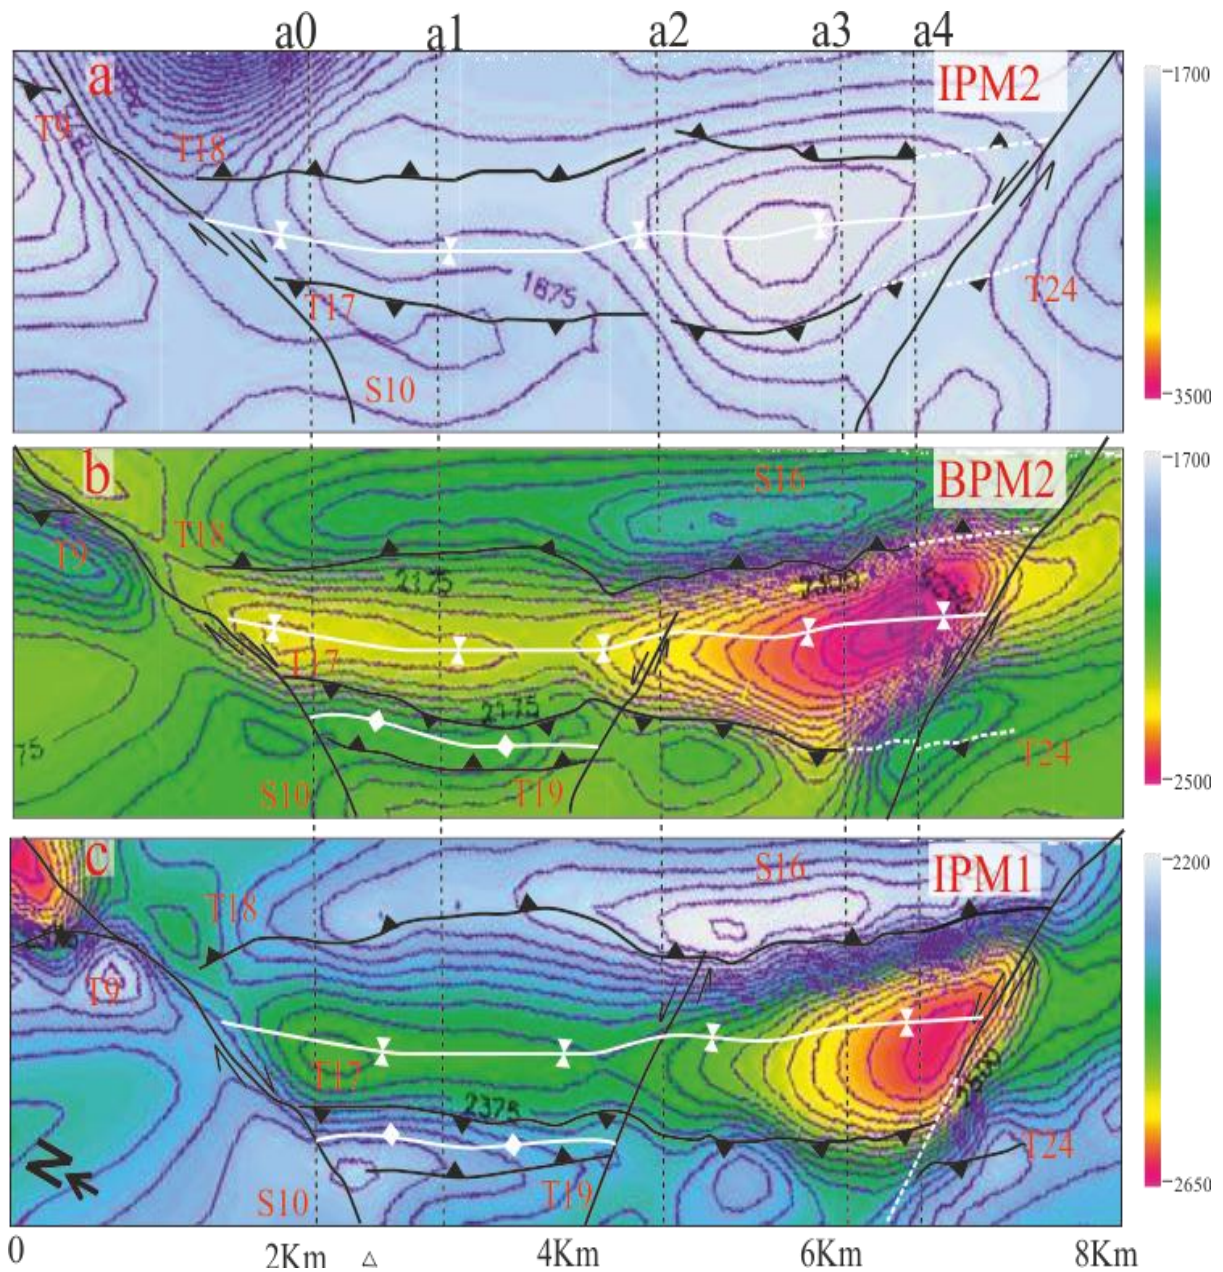 a0 a1 a2 a3 a4
a IPM2 1700
T9 T18
1675
T17 T24
S10 3500
b S16 BPM2 1700
T18
T9 2175
T17
2175
75 T24
S10 T19 2500
c S16 IPM1 2200
T18
T9
T17 2375
T24
N
S10 T19 2650
0 2Km 4Km 6Km 8Km